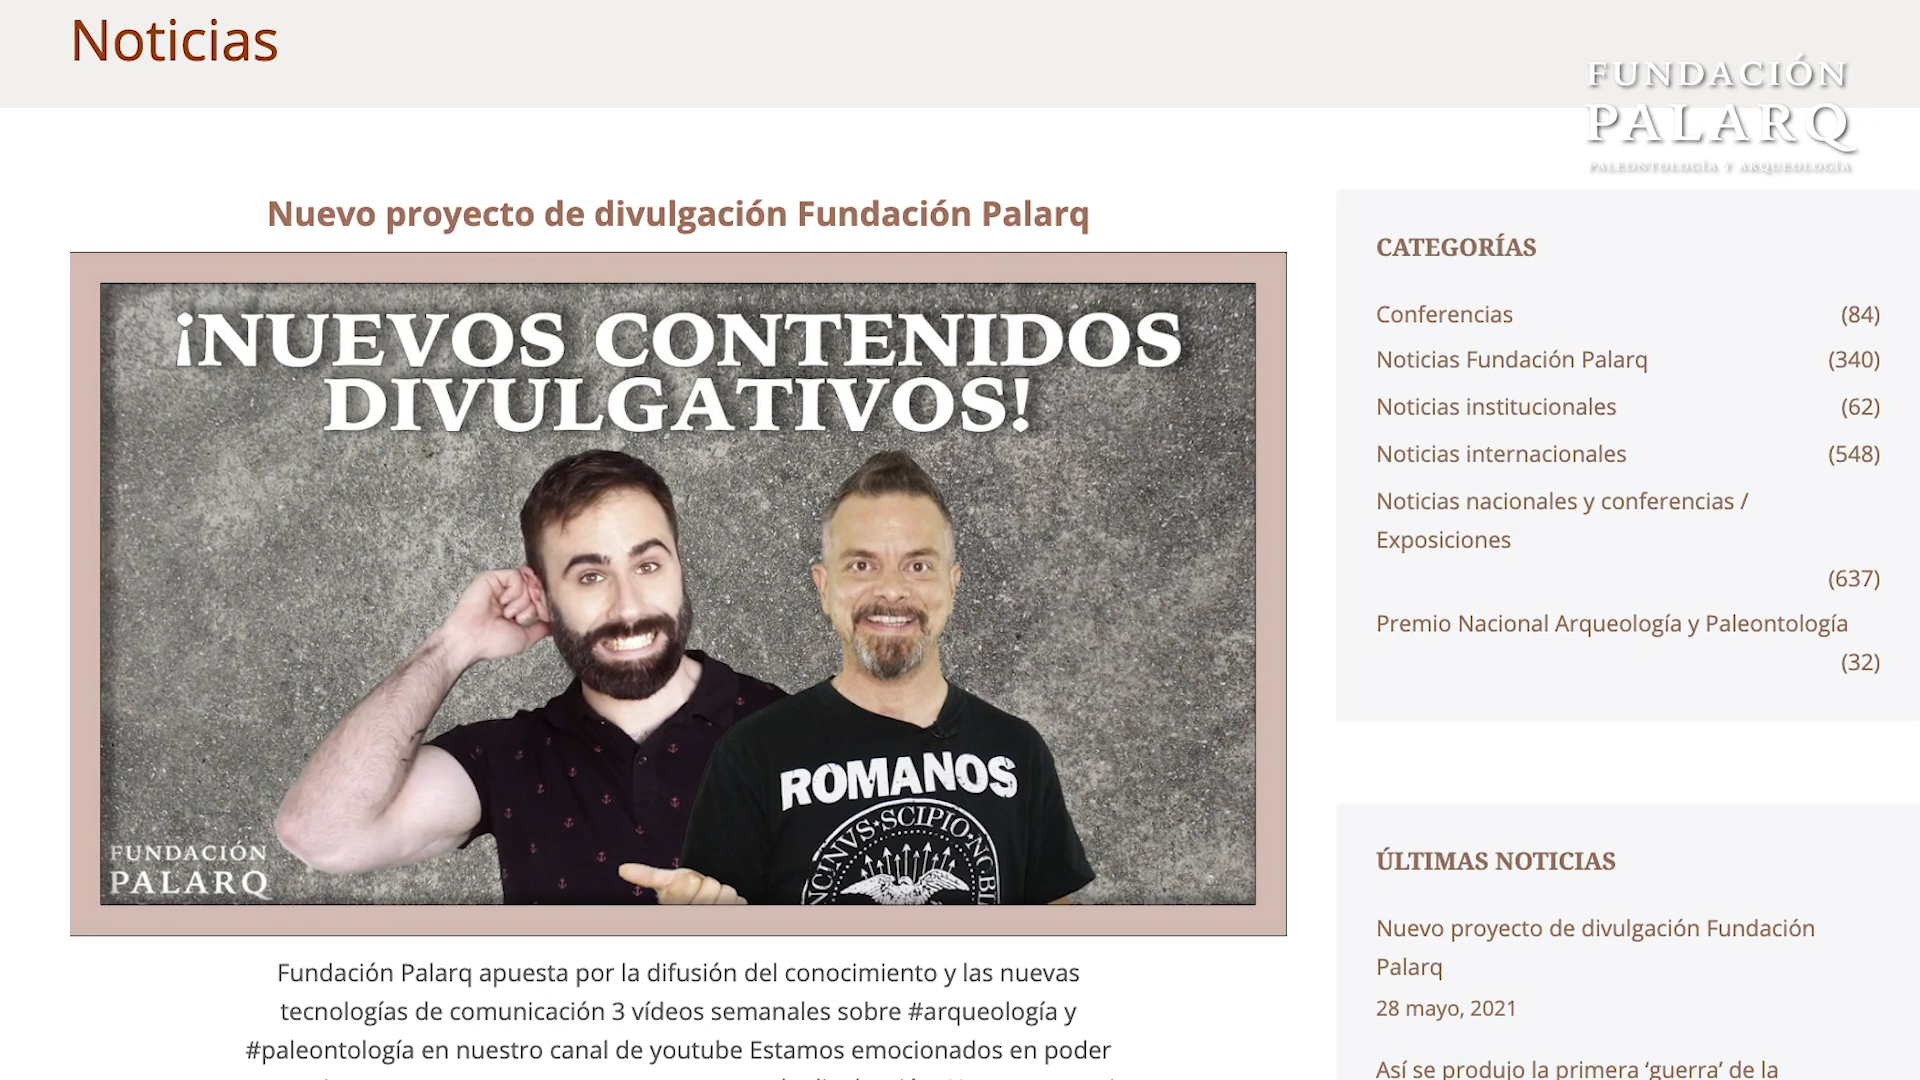 Noticias
FUNDACIÓN
PALARQ
PALEONTOLOGÍA Y ARQUEOLOGÍA
Nuevo proyecto de divulgación Fundación Palarq
¡NUEVOS CONTENIDOS
DIVULGATIVOS!
ROMANOS
SCIPIO
FUNDACIÓN
PALARQ
Fundación Palarq apuesta por la difusión del conocimiento y las nuevas
tecnologías de comunicación 3 vídeos semanales sobre #arqueología y
#paleontología en nuestro canal de youtube Estamos emocionados en poder
CATEGORÍAS
Conferencias (84)
Noticias Fundación Palarq (340)
Noticias institucionales (62)
Noticias internacionales (548)
Noticias nacionales y conferencias /
Exposiciones
(637)
Premio Nacional Arqueología y Paleontología
(32)
ÚLTIMAS NOTICIAS
Nuevo proyecto de divulgación Fundación
Palarq
28 mayo, 2021
Así se produjo la primera ‘guerra’ de la